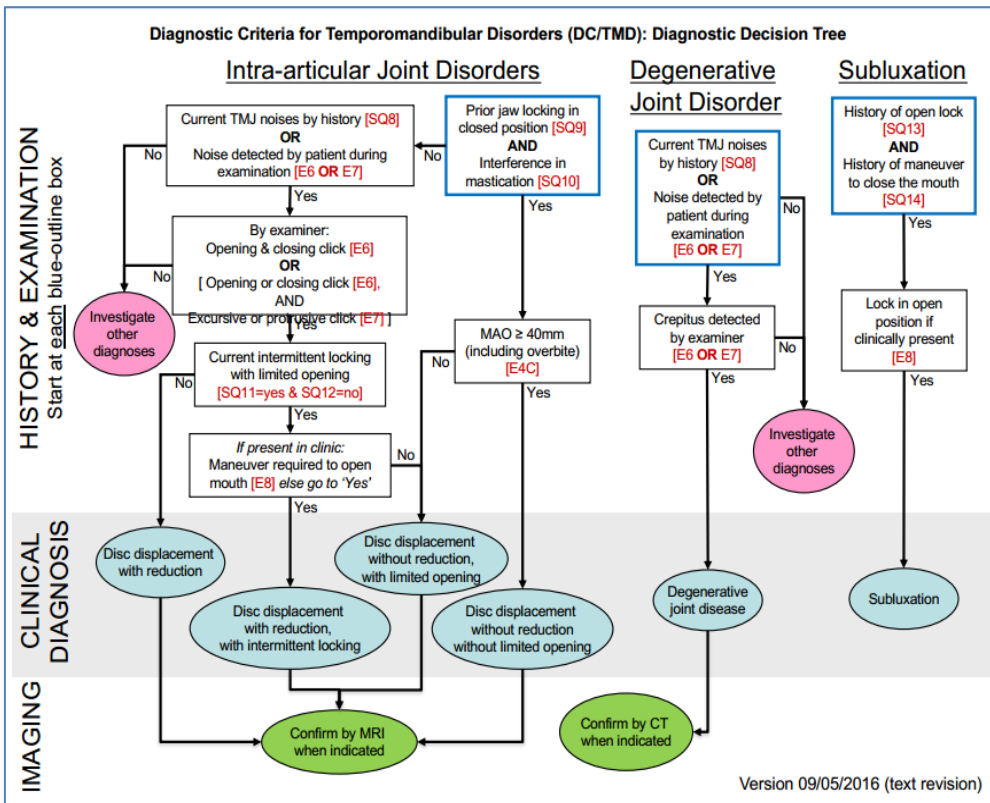 Diagnostic Criteria for Temporomandibular Disorders (DC/TMD): Diagnostic Decision Tree
Intra-articular Joint Disorders
Degenerative
Joint Disorder
Subluxation
HISTORY & EXAMINATION
Start at each blue-outline box
Current TMJ noises by history [SQ8]
OR
Noise detected by patient during
examination [E6 OR E7]
No
Yes
No
Prior jaw locking in
closed position [SQ9]
AND
Interference in
mastication [SQ10]
Yes
By examiner:
Opening & closing click [E6]
OR
[ Opening or closing click [E6],
AND
Excursive or protrusive click [E7] ]
No
Yes
Investigate
other
diagnoses
Current intermittent locking
with limited opening
[SQ11=yes & SQ12=no]
No
Yes
MAO ≥ 40mm
(including overbite)
[E4C]
No
Yes
If present in clinic:
Maneuver required to open
mouth [E8] else go to 'Yes'
No
Yes
Current TMJ noises
by history [SQ8]
OR
Noise detected by
patient during
examination
[E6 OR E7]
No
Yes
Crepitus detected
by examiner
[E6 OR E7]
No
Yes
Investigate
other
diagnoses
History of open lock
[SQ13]
AND
History of maneuver
to close the mouth
[SQ14]
Yes
Lock in open
position if
clinically present
[E8]
Yes
CLINICAL
DIAGNOSIS
Disc displacement
with reduction
Disc displacement
with reduction,
with intermittent locking
Disc displacement
without reduction,
with limited opening
Disc displacement
without reduction
without limited opening
Degenerative
joint disease
Subluxation
IMAGING
Confirm by MRI
when indicated
Confirm by CT
when indicated
Version 09/05/2016 (text revision)